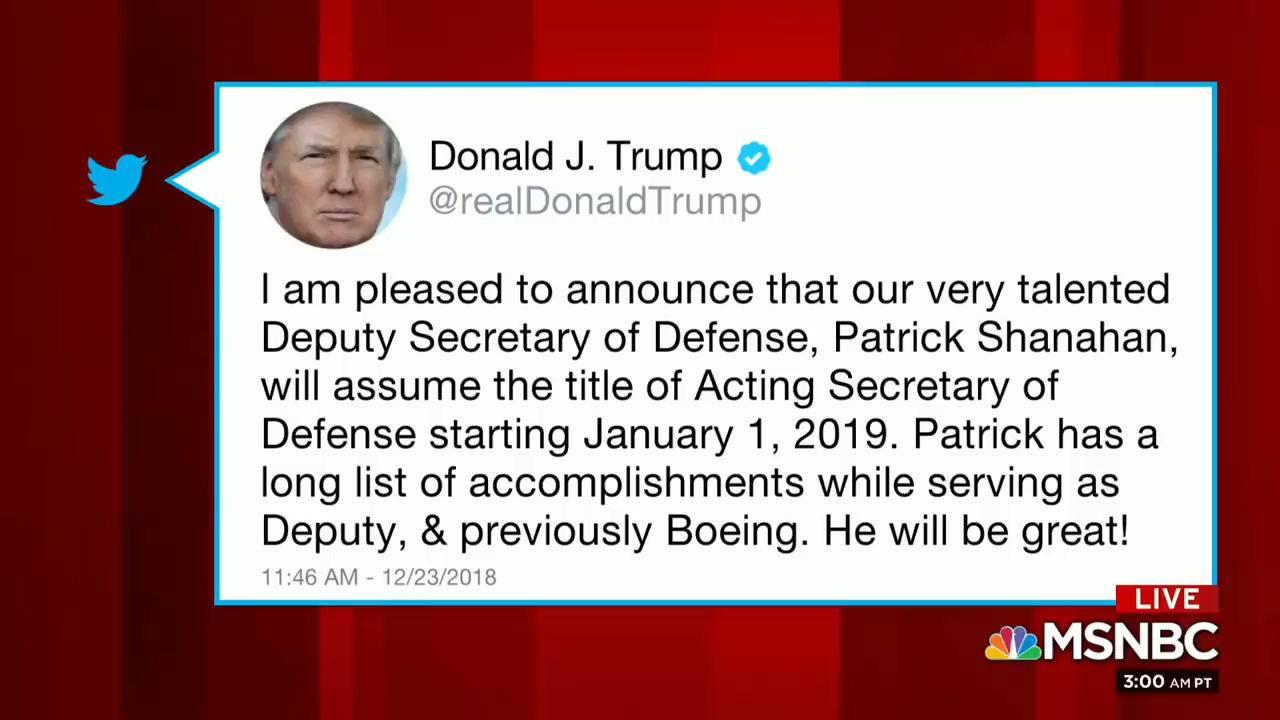 Donald J. Trump
@realDonaldTrump
I am pleased to announce that our very talented
Deputy Secretary of Defense, Patrick Shanahan,
will assume the title of Acting Secretary of
Defense starting January 1, 2019. Patrick has a
long list of accomplishments while serving as
Deputy, & previously Boeing. He will be great!
11:46 AM - 12/23/2018
LIVE
MSNBC
3:00 AM PT